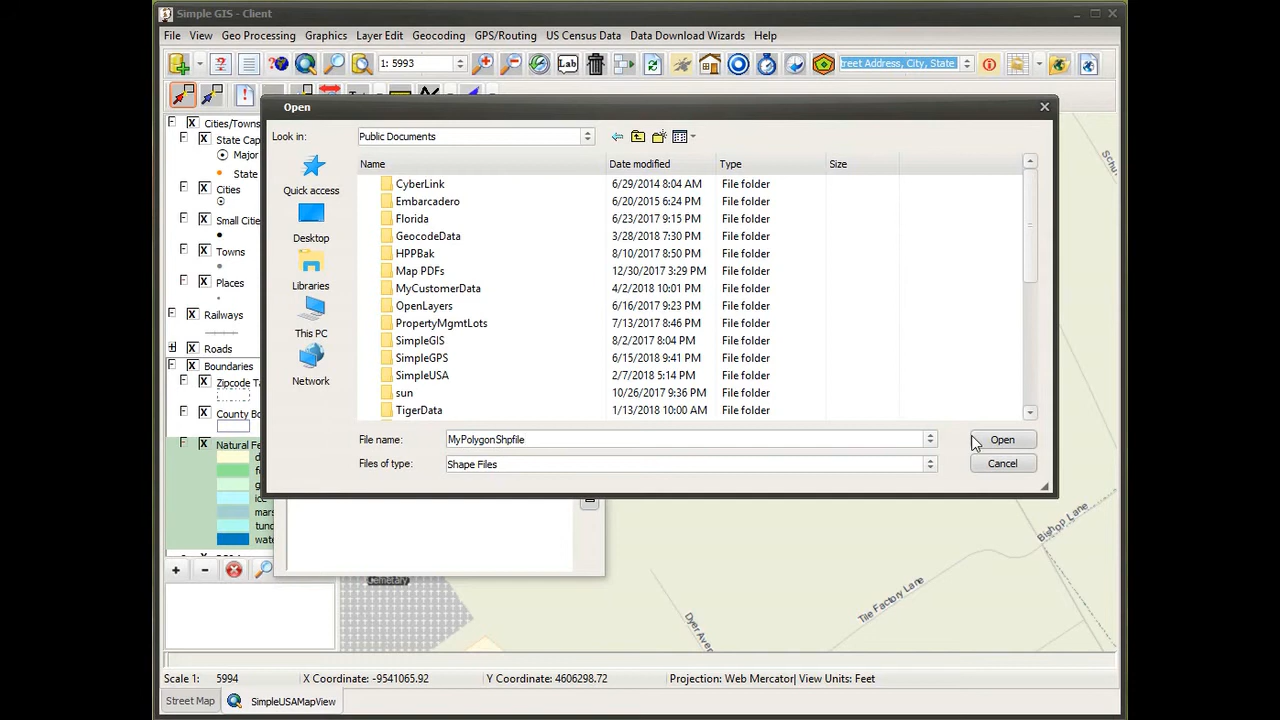 Simple GIS - Client
File View Geo Processing Graphics Layer Edit Geocoding GPS/Routing US Census Data Data Download Wizards Help
1: 5993 Lab treet Address, City, State
Open
Look in: Public Documents
Name Date modified Type Size
CyberLink 6/29/2014 8:04 AM File folder
Embarcadero 6/20/2015 6:24 PM File folder
Florida 6/23/2017 9:15 PM File folder
GeocodeData 3/28/2018 7:30 PM File folder
HPPBak 8/10/2017 8:50 PM File folder
Map PDFs 12/30/2017 3:29 PM File folder
MyCustomerData 4/2/2018 10:01 PM File folder
OpenLayers 6/16/2017 9:23 PM File folder
PropertyMgmtLots 7/13/2017 8:46 PM File folder
SimpleGIS 8/2/2017 8:04 PM File folder
SimpleGPS 6/15/2018 9:41 PM File folder
SimpleUSA 2/7/2018 5:14 PM File folder
sun 10/26/2017 9:36 PM File folder
TigerData 1/13/2018 10:00 AM File folder
Quick access
Desktop
Libraries
This PC
Network
File name: MyPolygonShpfile Open
Files of type: Shape Files Cancel
Cities/Towns
State Cap
Major
State
Cities
Small Cities
Towns
Places
Railways
Roads
Boundaries
Zipcode Ta
County Bo
Natural Fe
ice
mars
tund
wate
Cemetary
Schu
Bishop Lane
Tile Factory Lane
Dyer Aven
Scale 1: 5994 X Coordinate: -9541065.92 Y Coordinate: 4606298.72 Projection: Web Mercator| View Units: Feet
Street Map SimpleUSAMapView